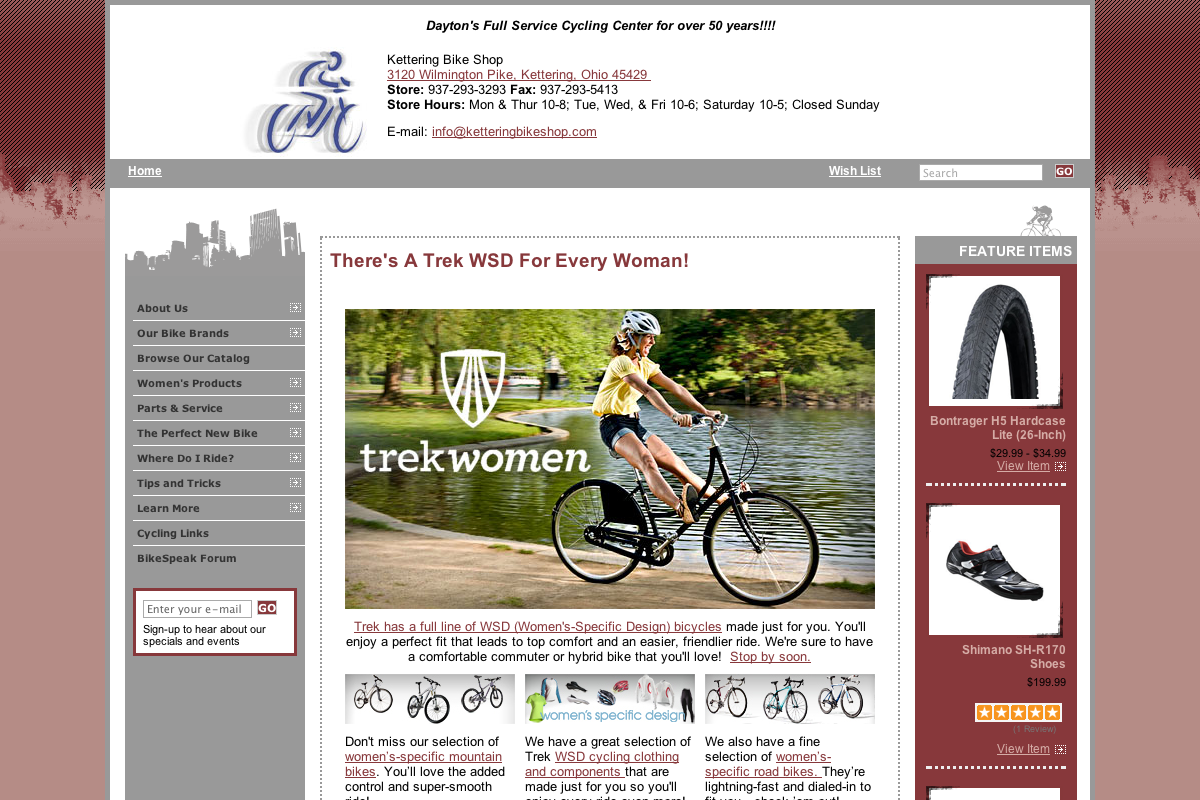 Dayton's Full Service Cycling Center for over 50 years!!!!
Kettering Bike Shop
3120 Wilmington Pike, Kettering, Ohio 45429
Store: 937-293-3293 Fax: 937-293-5413
Store Hours: Mon & Thur 10-8; Tue, Wed, & Fri 10-6; Saturday 10-5; Closed Sunday
E-mail: info@ketteringbikeshop.com
Home
Wish List
Search
GO
About Us
Our Bike Brands
Browse Our Catalog
Women's Products
Parts & Service
The Perfect New Bike
Where Do I Ride?
Tips and Tricks
Learn More
Cycling Links
BikeSpeak Forum
Enter your e-mail
GO
Sign-up to hear about our
specials and events
There's A Trek WSD For Every Woman!
trekwomen
Trek has a full line of WSD (Women's-Specific Design) bicycles made just for you. You'll
enjoy a perfect fit that leads to top comfort and an easier, friendlier ride. We're sure to have
a comfortable commuter or hybrid bike that you'll love! Stop by soon.
women's specific design
Don't miss our selection of
women's-specific mountain
bikes. You'll love the added
control and super-smooth
ride!
We have a great selection of
Trek WSD cycling clothing
and components that are
made just for you so you'll
enjoy every ride even more!
We also have a fine
selection of women's-
specific road bikes. They're
lightning-fast and dialed-in to
fit you - check 'em out!
FEATURE ITEMS
Bontrager H5 Hardcase
Lite (26-Inch)
$29.99 - $34.99
View Item
Shimano SH-R170
Shoes
$199.99
(1 Review)
View Item